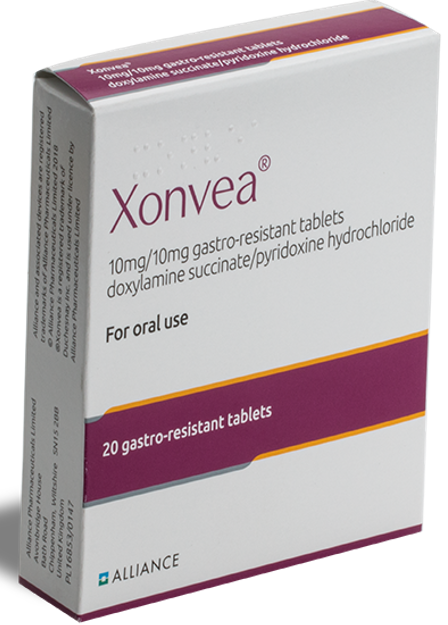 Xonvea®
10mg/10mg gastro-resistant tablets
doxylamine succinate/pyridoxine hydrochloride
Xonvea®
10mg/10mg gastro-resistant tablets
doxylamine succinate/pyridoxine hydrochloride
For oral use
20 gastro-resistant tablets
ALLIANCE
Alliance and associated devices are registered
trademarks of Alliance Pharmaceuticals Limited
© Alliance Pharmaceuticals Limited 2018
®Xonvea is a registered trademark of
Duchesnay Inc. and is used under licence by
Alliance Pharmaceuticals Limited
Alliance Pharmaceuticals Limited
Avonbridge House
Bath Road
Chippenham, Wiltshire SN15 2BB
United Kingdom
PL16853/0147